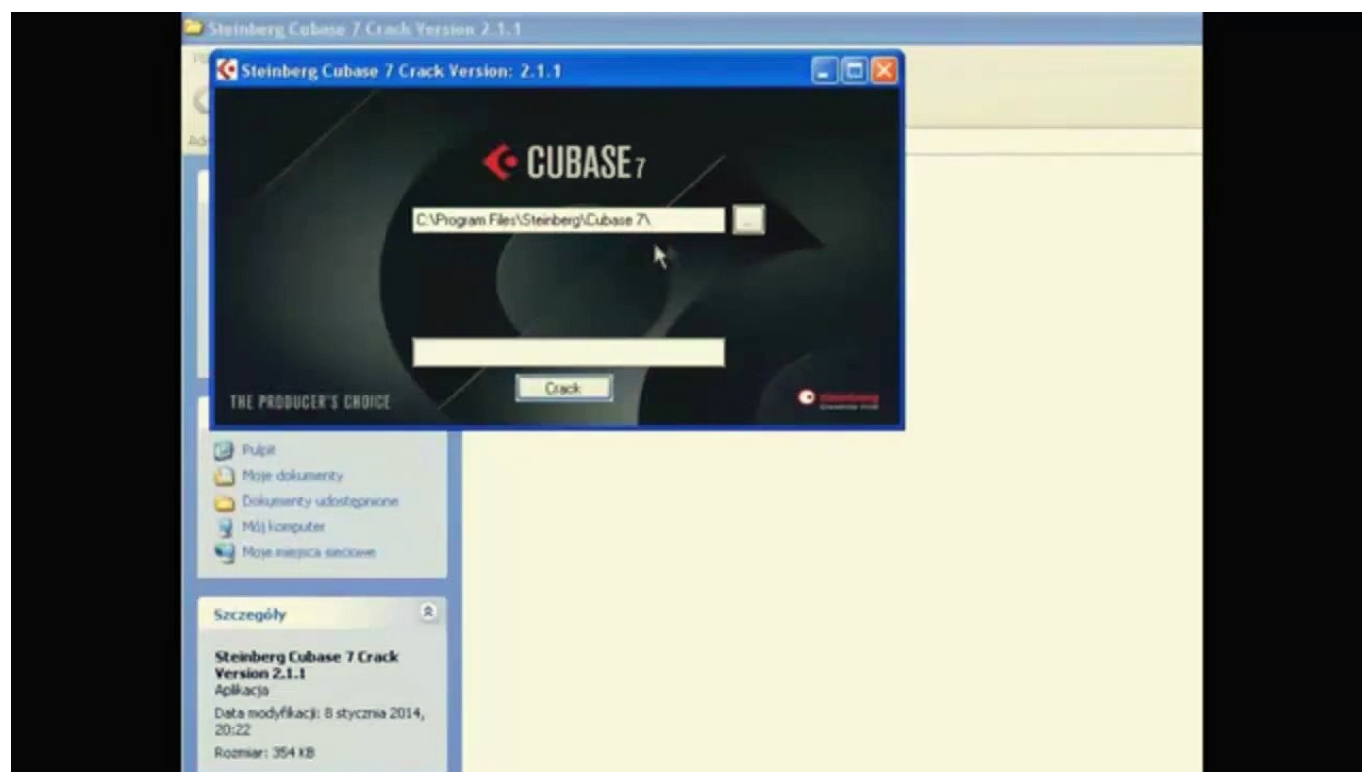 Steinberg Cubase 7 Crack Version 2.1.1
Steinberg Cubase 7 Crack Version: 2.1.1
CUBASE 7
C:\Program Files\Steinberg\Cubase 7\
...
Crack
THE PRODUCER'S CHOICE
steinberg
Pulpit
Moje dokumenty
Dokumenty udostępnione
Mój komputer
Moje miejsca sieciowe
Szczegóły
Steinberg Cubase 7 Crack
Version 2.1.1
Aplikacja
Data modyfikacji: 8 stycznia 2014,
20:22
Rozmiar: 354 KB